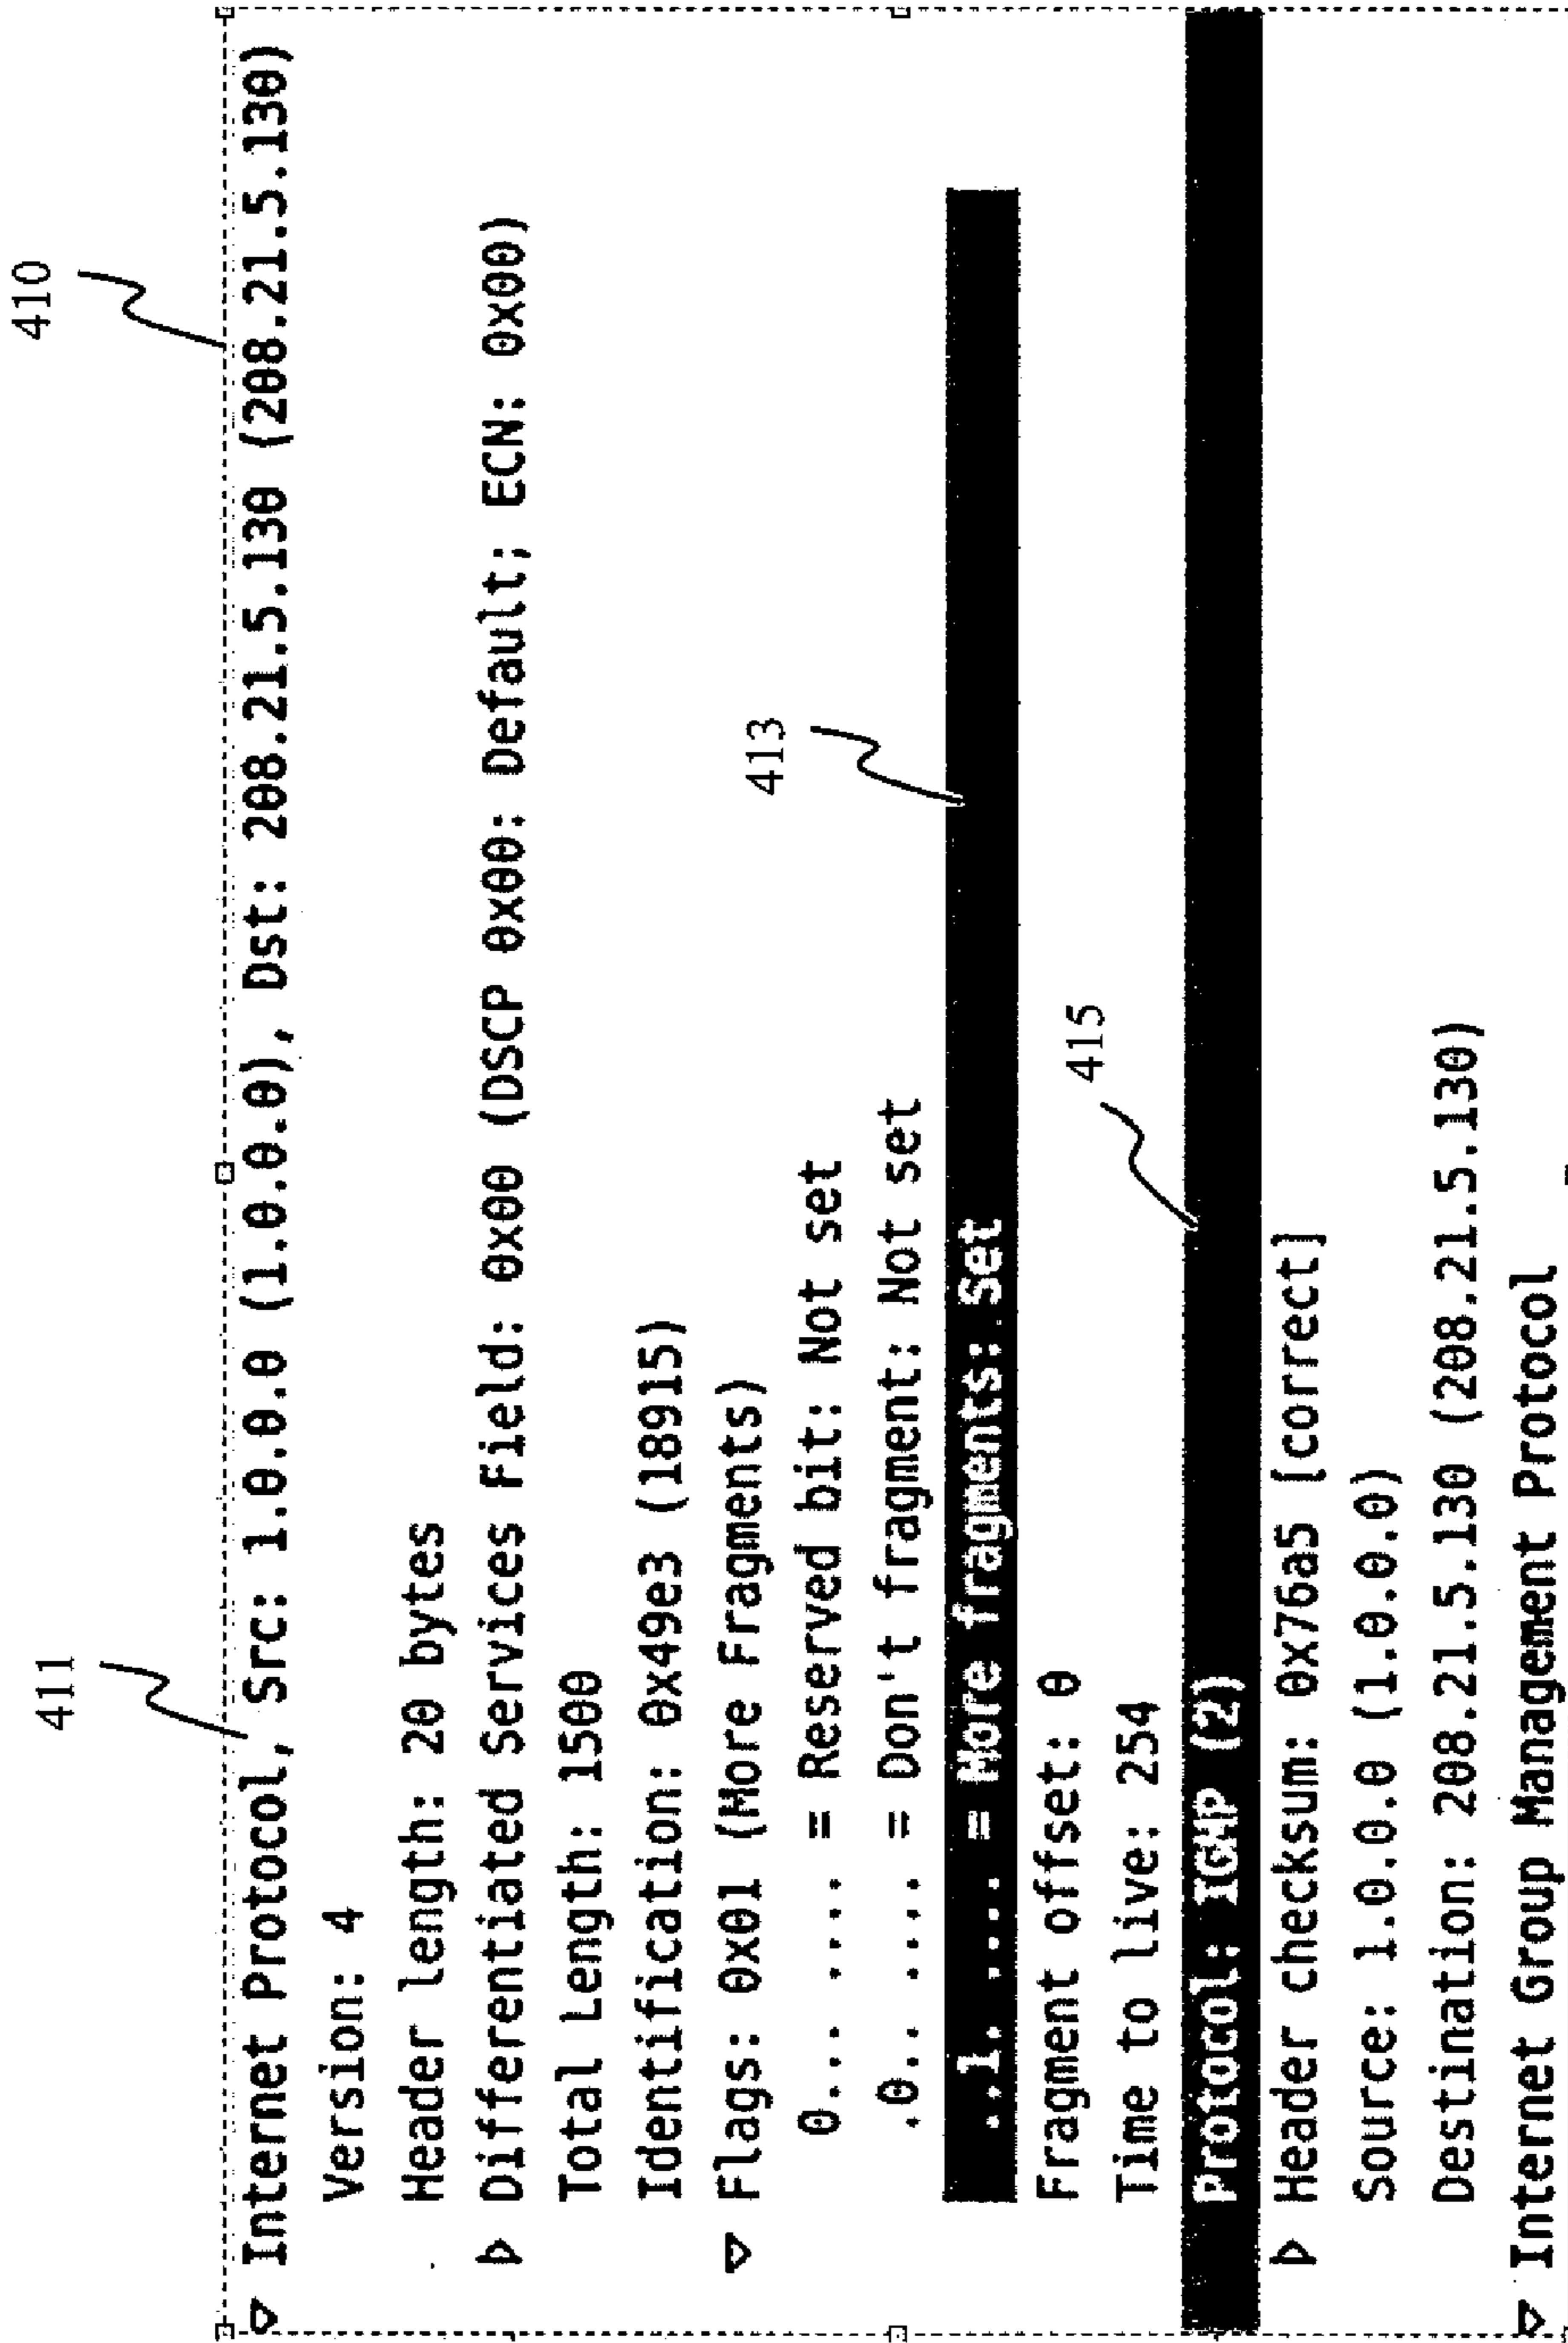 410
411
▽ Internet Protocol, Src: 1.0.0.0 (1.0.0.0), Dst: 208.21.5.130 (208.21.5.130)
Version: 4
Header length: 20 bytes
▷ Differentiated Services Field: 0x00 (DSCP 0x00: Default; ECN: 0x00)
Total Length: 1500
Identification: 0x49e3 (18915)
▽ Flags: 0x01 (More Fragments)
413
0... .... = Reserved bit: Not set
.0.. .... = Don't fragment: Not set
..1. .... = More fragments: Set
Fragment offset: 0
415
Time to live: 254
Protocol: IGMP (2)
▷ Header checksum: 0x76a5 [correct]
Source: 1.0.0.0 (1.0.0.0)
Destination: 208.21.5.130 (208.21.5.130)
▽ Internet Group Management Protocol